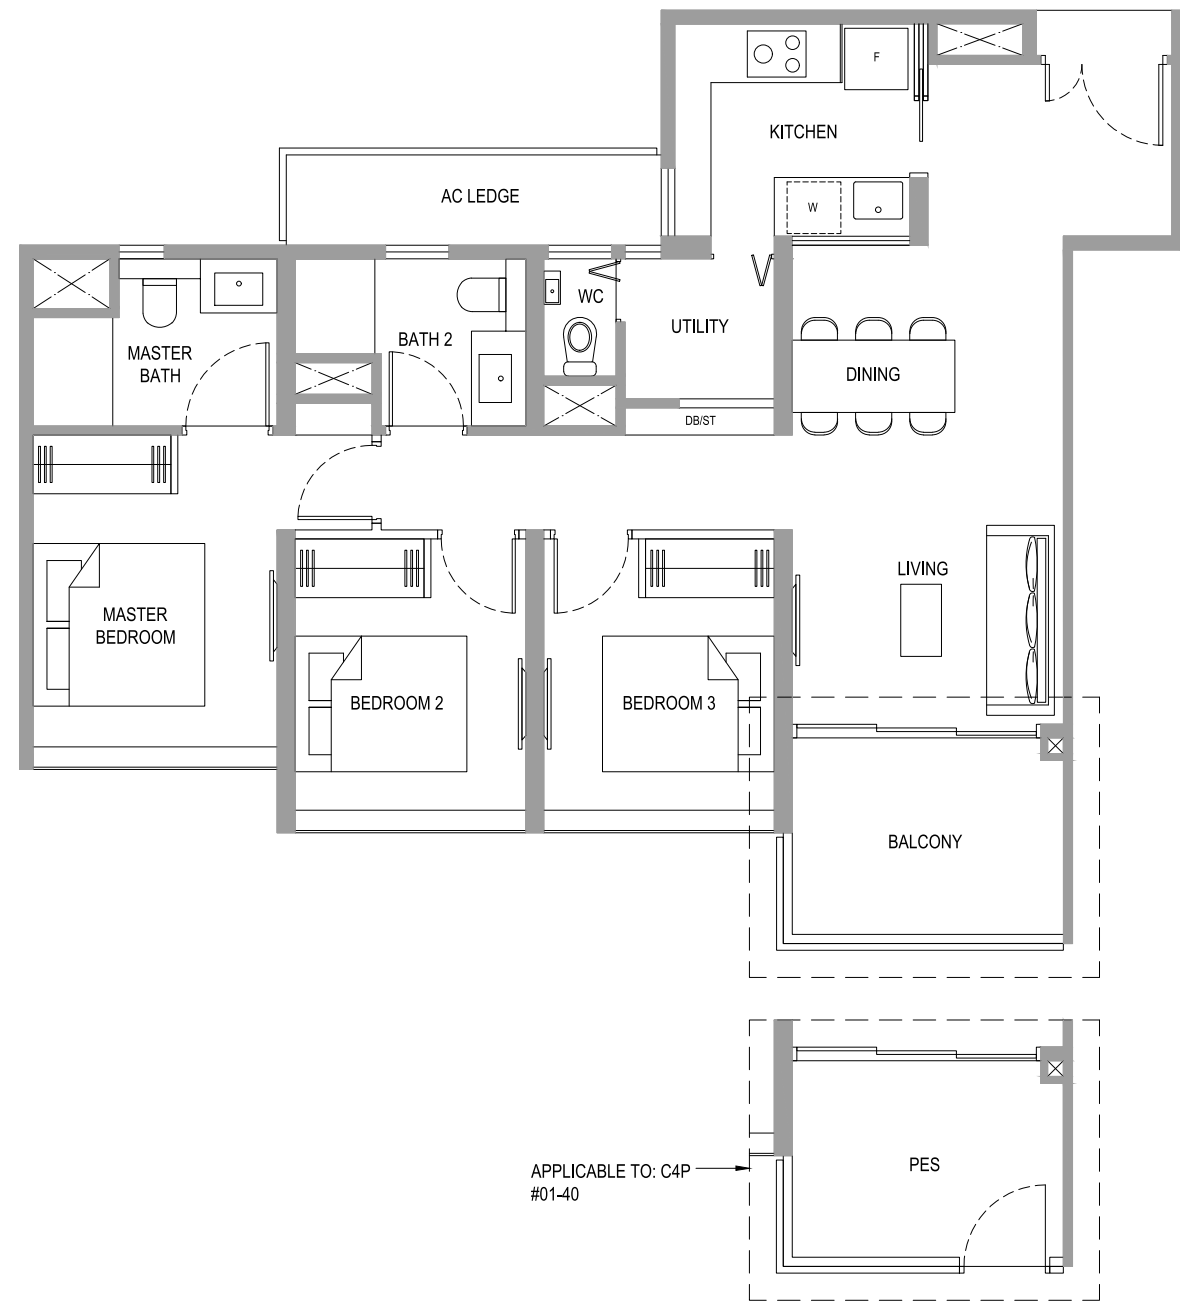 F
KITCHEN
AC LEDGE
W
WC
UTILITY
BATH 2
MASTER
BATH
DINING
DB/ST
LIVING
MASTER
BEDROOM
BEDROOM 2
BEDROOM 3
BALCONY
PES
APPLICABLE TO: C4P
#01-40